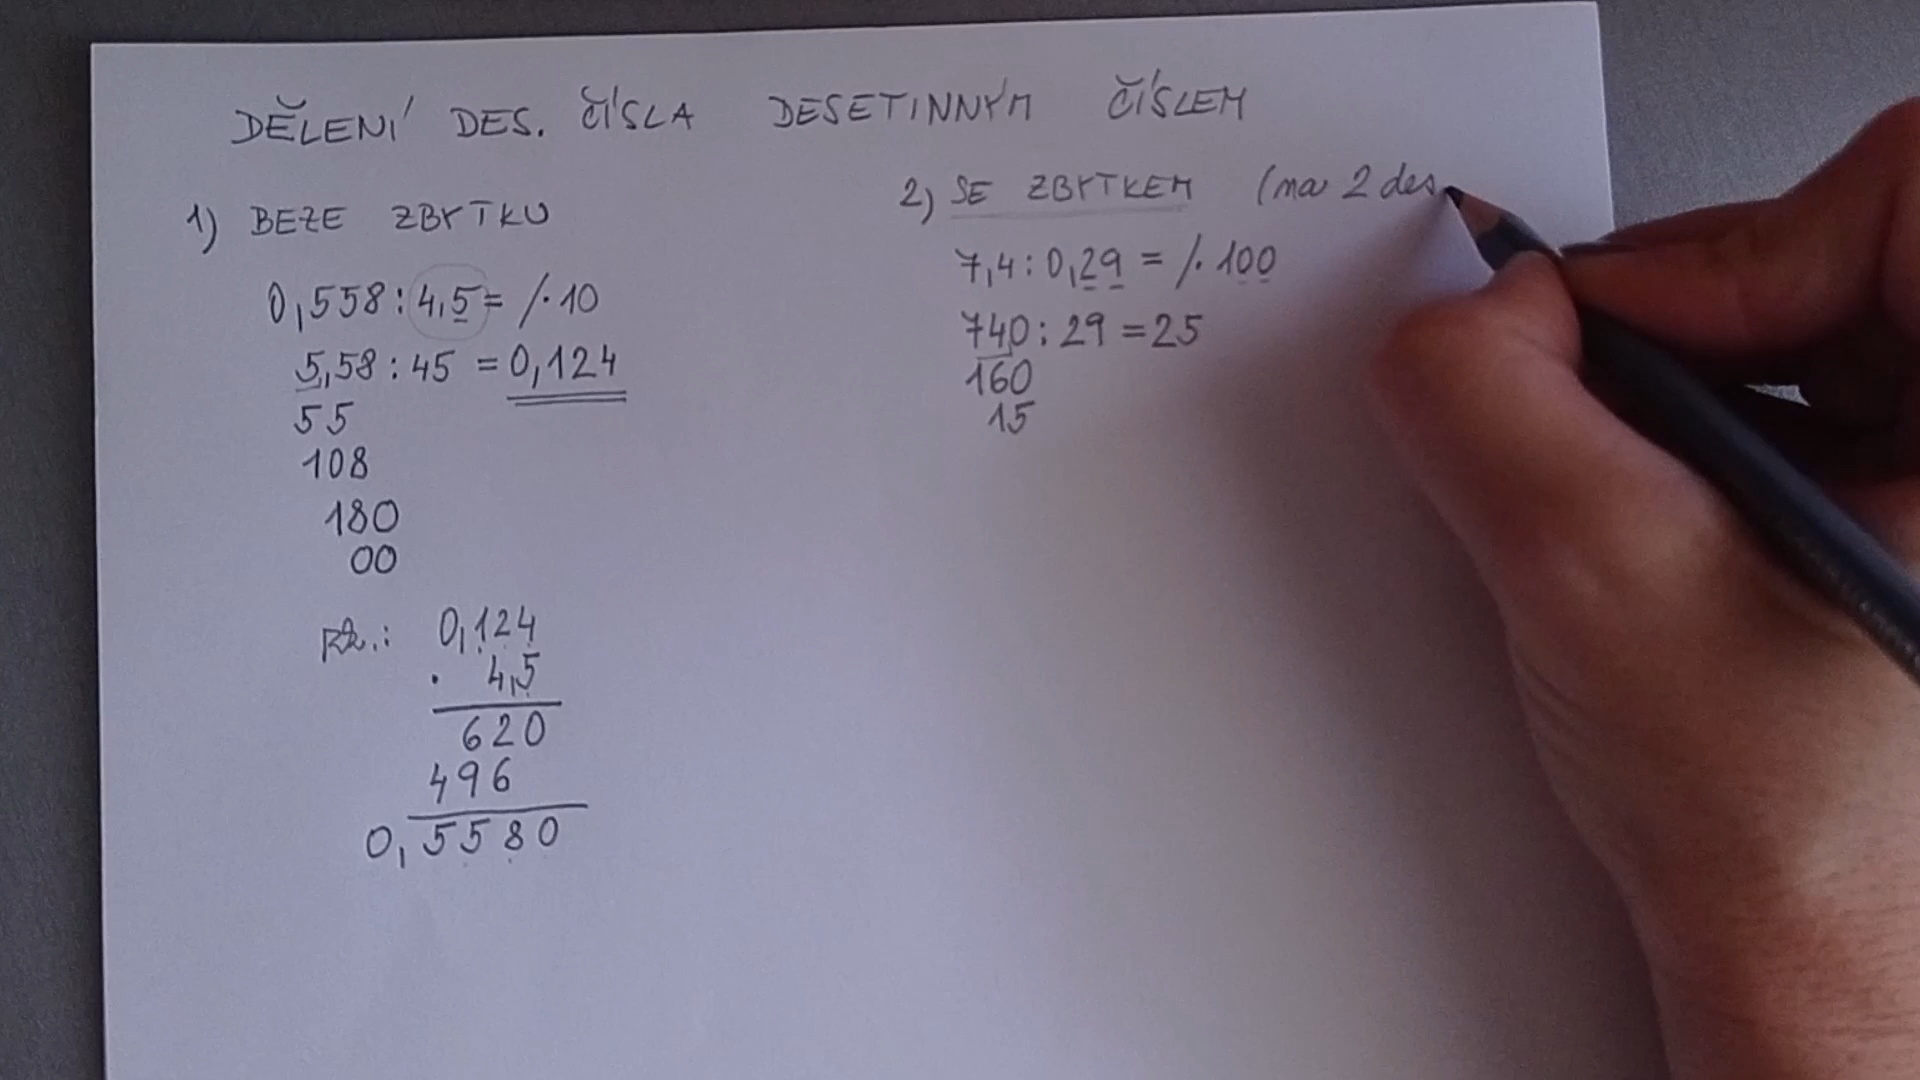 DĚLENÍ DES. ČÍSLA DESETINNÝM ČÍSLEM
1) BEZE ZBYTKU
0,558 : 4,5 = /· 10
5,58 : 45 = 0,124
55
108
180
00
Zk.: 0,124
· 4,5
620
496
0,5580
2) SE ZBYTKEM (na 2 des.
7,4 : 0,29 = /· 100
740 : 29 = 25
160
15